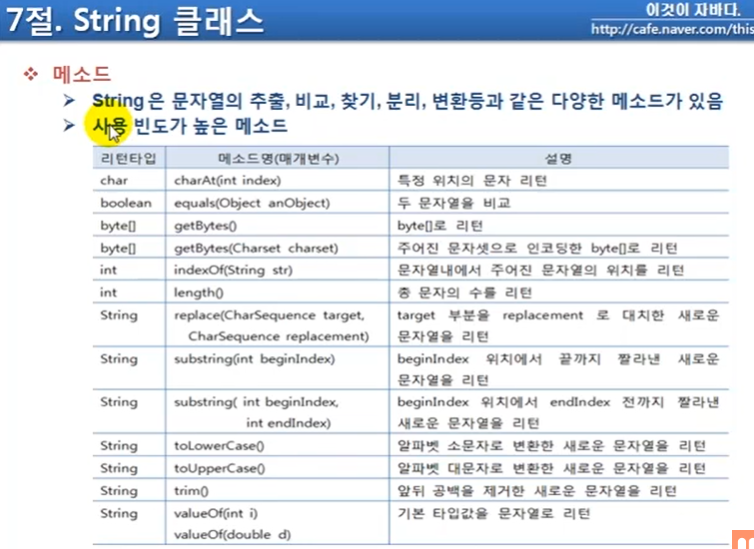 7절. String 클래스
이것이 자바다.
http://cafe.naver.com/this
메소드
String은 문자열의 추출, 비교, 찾기, 분리, 변환등과 같은 다양한 메소드가 있음
사용 빈도가 높은 메소드
리턴타입 메소드명(매개변수) 설명
char charAt(int index) 특정 위치의 문자 리턴
boolean equals(Object anObject) 두 문자열을 비교
byte[] getBytes() byte[]로 리턴
byte[] getBytes(Charset charset) 주어진 문자셋으로 인코딩한 byte[]로 리턴
int indexOf(String str) 문자열내에서 주어진 문자열의 위치를 리턴
int length() 총 문자의 수를 리턴
String replace(CharSequence target, target 부분을 replacement 로 대치한 새로운
CharSequence replacement) 문자열을 리턴
String substring(int beginIndex) beginIndex 위치에서 끝까지 짤라낸 새로운
문자열을 리턴
String substring( int beginIndex, beginIndex 위치에서 endIndex 전까지 짤라낸
int endIndex) 새로운 문자열을 리턴
String toLowerCase() 알파벳 소문자로 변환한 새로운 문자열을 리턴
String toUpperCase() 알파벳 대문자로 변환한 새로운 문자열을 리턴
String trim() 앞뒤 공백을 제거한 새로운 문자열을 리턴
String valueOf(int i) 기본 타입값을 문자열로 리턴
valueOf(double d)